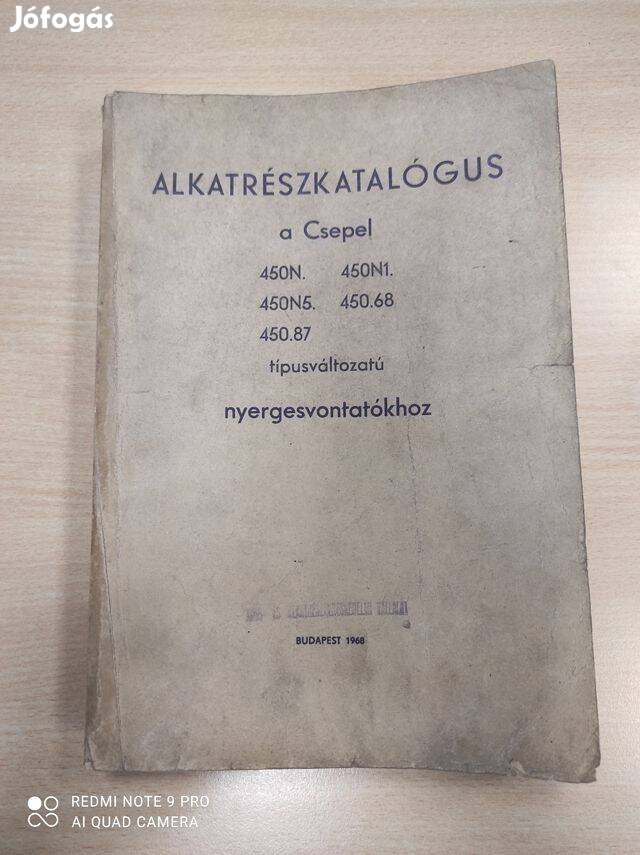 Jófogás
ALKATRÉSZKATALÓGUS
a Csepel
450N. 450N1.
450N5. 450.68
450.87
típusváltozatú
nyergesvontatókhoz
BUDAPEST 1968
REDMI NOTE 9 PRO
AI QUAD CAMERA